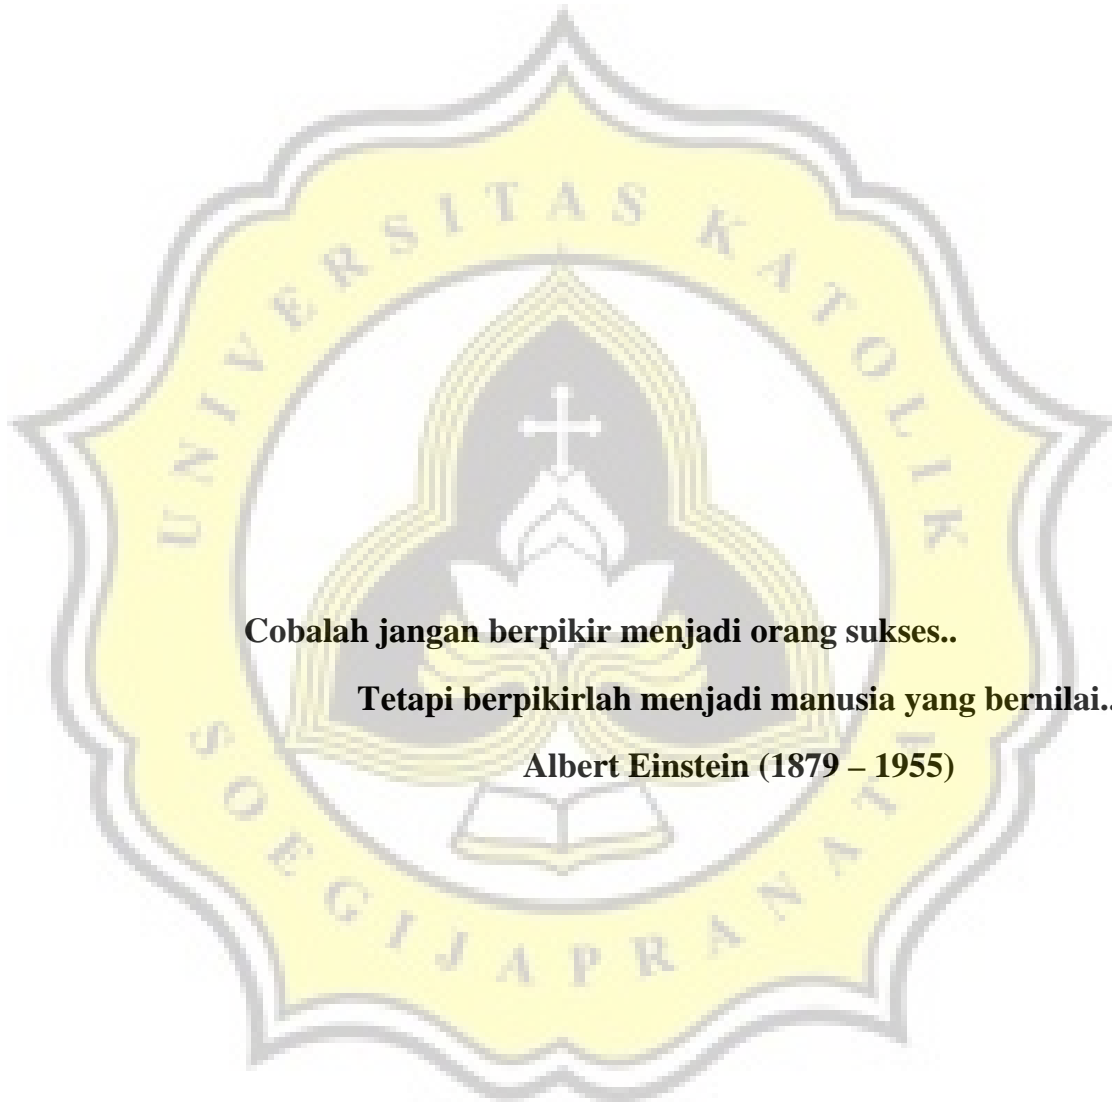 UNIVERSITAS KATOLIK
Cobalah jangan berpikir menjadi orang sukses..
Tetapi berpikirlah menjadi manusia yang bernilai..
Albert Einstein (1879 – 1955)
SOEGIJAPRANATA